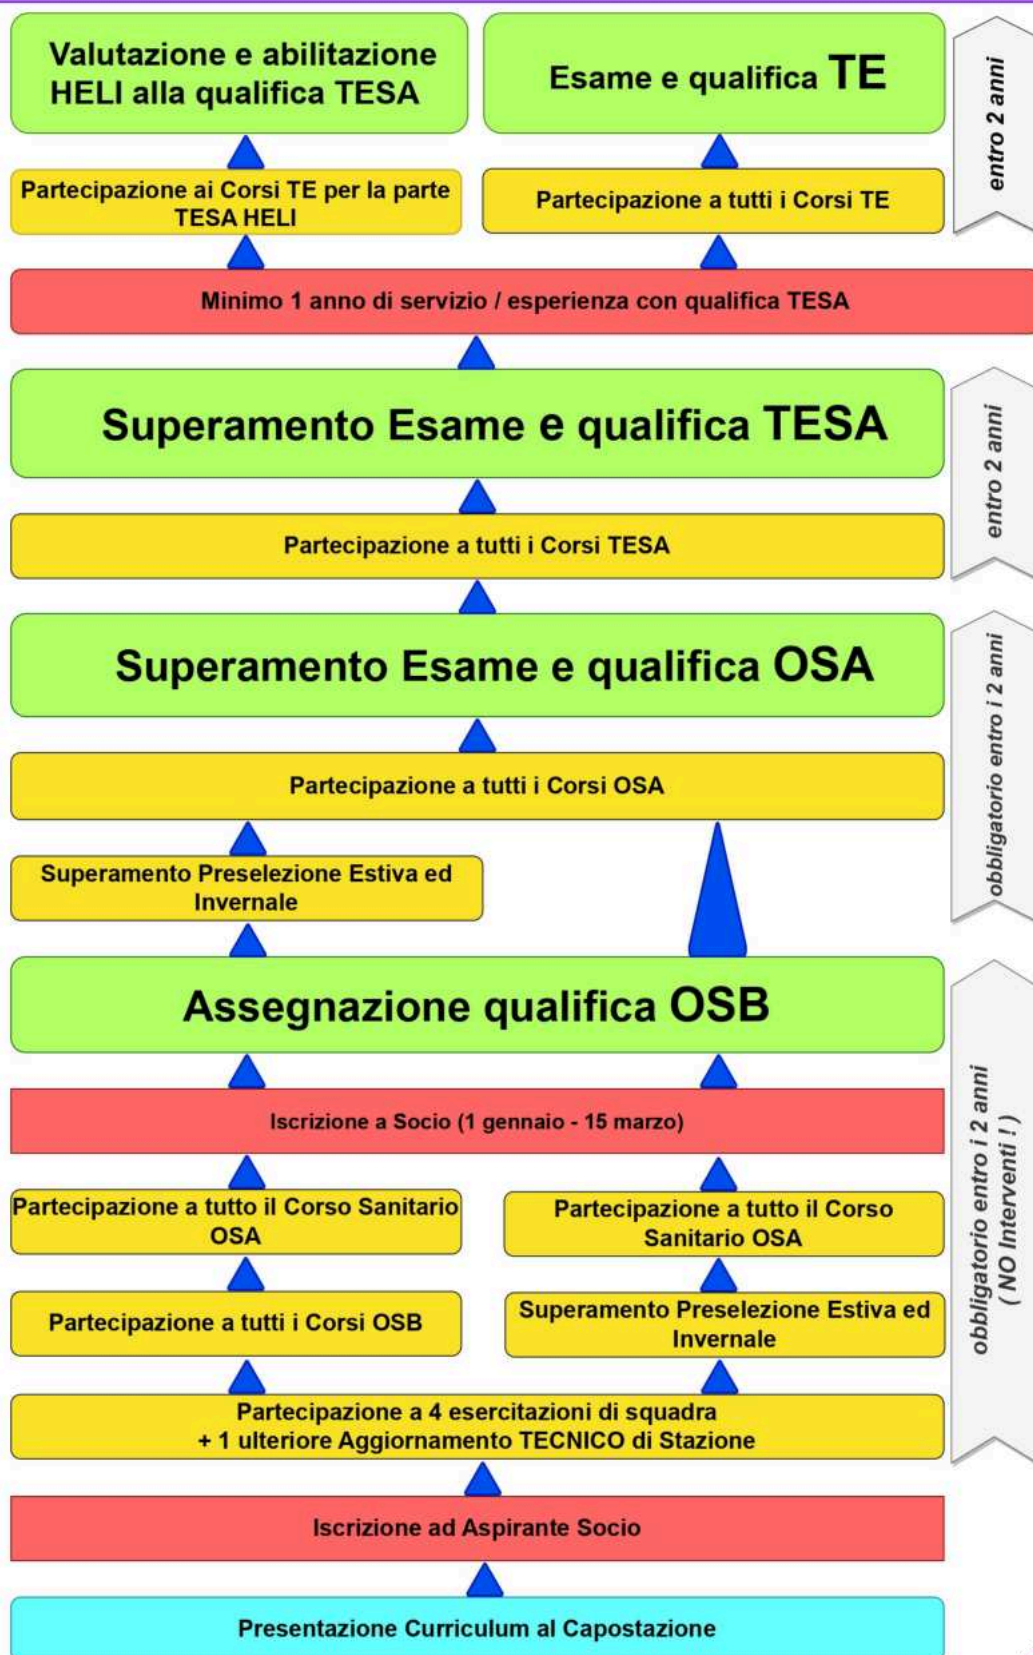 Valutazione e abilitazione
HELI alla qualifica TESA
Esame e qualifica TE
entro 2 anni
Partecipazione ai Corsi TE per la parte
TESA HELI
Partecipazione a tutti i Corsi TE
Minimo 1 anno di servizio / esperienza con qualifica TESA
Superamento Esame e qualifica TESA
entro 2 anni
Partecipazione a tutti i Corsi TESA
Superamento Esame e qualifica OSA
obbligatorio entro i 2 anni
Partecipazione a tutti i Corsi OSA
Superamento Preselezione Estiva ed
Invernale
Assegnazione qualifica OSB
obbligatorio entro i 2 anni
( NO Interventi ! )
Iscrizione a Socio (1 gennaio - 15 marzo)
Partecipazione a tutto il Corso Sanitario
OSA
Partecipazione a tutto il Corso
Sanitario OSA
Partecipazione a tutti i Corsi OSB
Superamento Preselezione Estiva ed
Invernale
Partecipazione a 4 esercitazioni di squadra
+ 1 ulteriore Aggiornamento TECNICO di Stazione
Iscrizione ad Aspirante Socio
Presentazione Curriculum al Capostazione